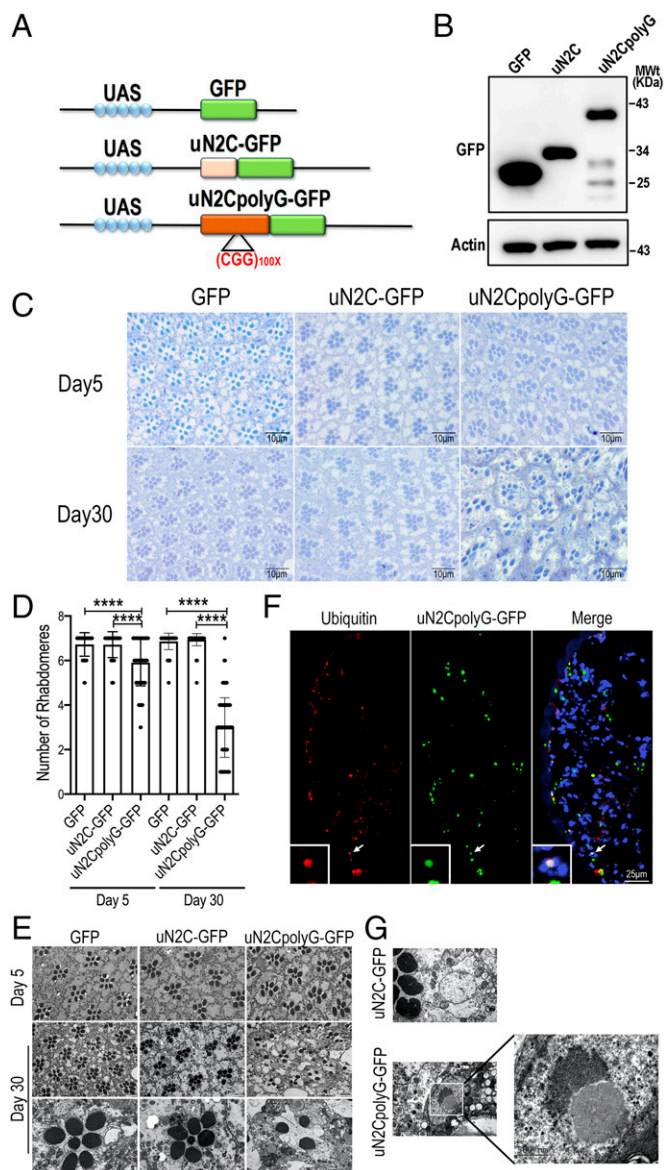 A
UAS
GFP
UAS
uN2C-GFP
UAS
uN2CpolyG-GFP
(CGG)100X
B
GFP
uN2C
uN2CpolyG
MWt
(KDa)
GFP
-43
-34
-25
Actin
-43
C
GFP
uN2C-GFP
uN2CpolyG-GFP
Day5
10μm
10μm
10μm
Day30
10μm
10μm
10μm
D
Number of Rhabdomeres
8
6
4
2
0
****
****
****
****
GFP
uN2C-GFP
uN2CpolyG-GFP
GFP
uN2C-GFP
uN2CpolyG-GFP
Day 5
Day 30
F
Ubiquitin
uN2CpolyG-GFP
Merge
25μm
E
GFP
uN2C-GFP
uN2CpolyG-GFP
Day 5
Day 30
G
uN2C-GFP
uN2CpolyG-GFP